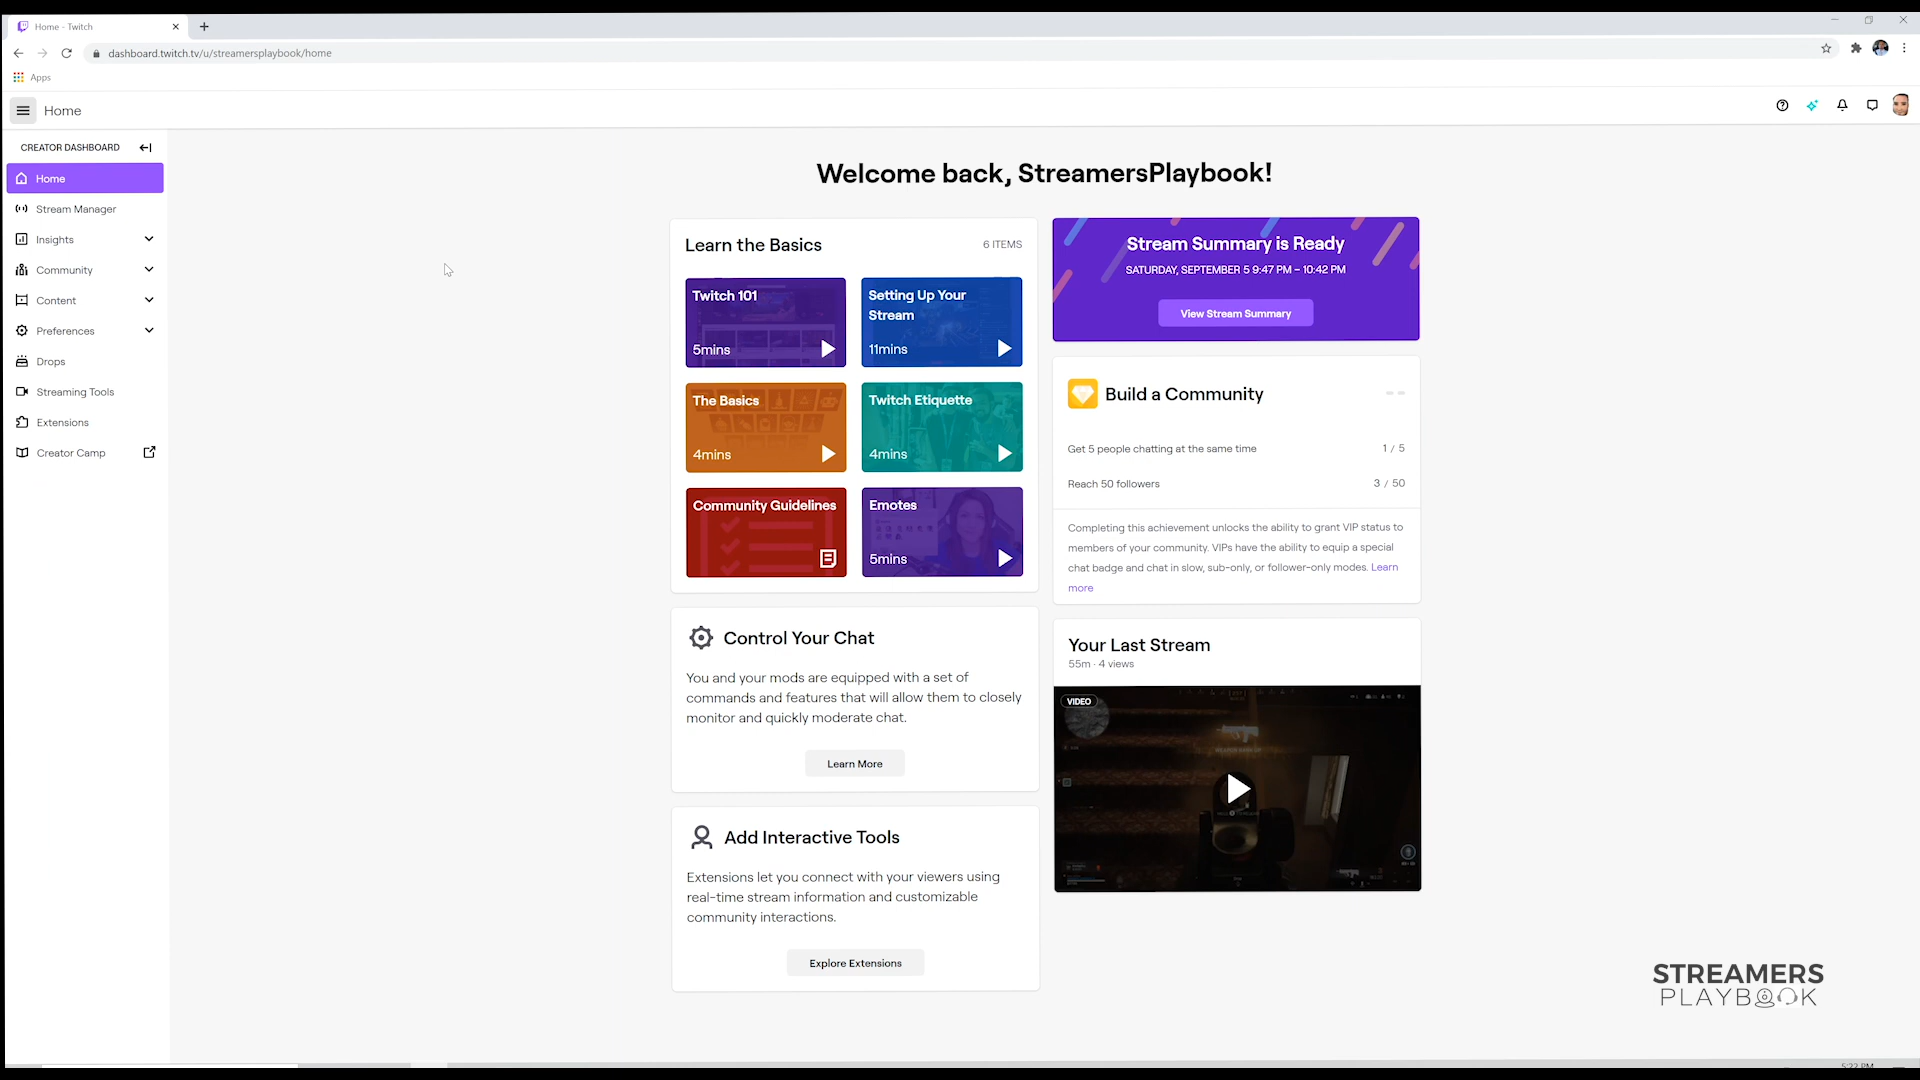 Home - Twitch
dashboard.twitch.tv/u/streamersplaybook/home
Apps
Home
CREATOR DASHBOARD
Home
Stream Manager
Insights
Community
Content
Preferences
Drops
Streaming Tools
Extensions
Creator Camp
Welcome back, StreamersPlaybook!
Learn the Basics
6 ITEMS
Twitch 101
5mins
Setting Up Your
Stream
11mins
The Basics
4mins
Twitch Etiquette
4mins
Community Guidelines
Emotes
5mins
Control Your Chat
You and your mods are equipped with a set of
commands and features that will allow them to closely
monitor and quickly moderate chat.
Learn More
Add Interactive Tools
Extensions let you connect with your viewers using
real-time stream information and customizable
community interactions.
Explore Extensions
Stream Summary is Ready
SATURDAY, SEPTEMBER 5 9:47 PM – 10:42 PM
View Stream Summary
Build a Community
Get 5 people chatting at the same time
1 / 5
Reach 50 followers
3 / 50
Completing this achievement unlocks the ability to grant VIP status to
members of your community. VIPs have the ability to equip a special
chat badge and chat in slow, sub-only, or follower-only modes. Learn
more
Your Last Stream
55m · 4 views
VIDEO
STREAMERS
PLAYBOOK